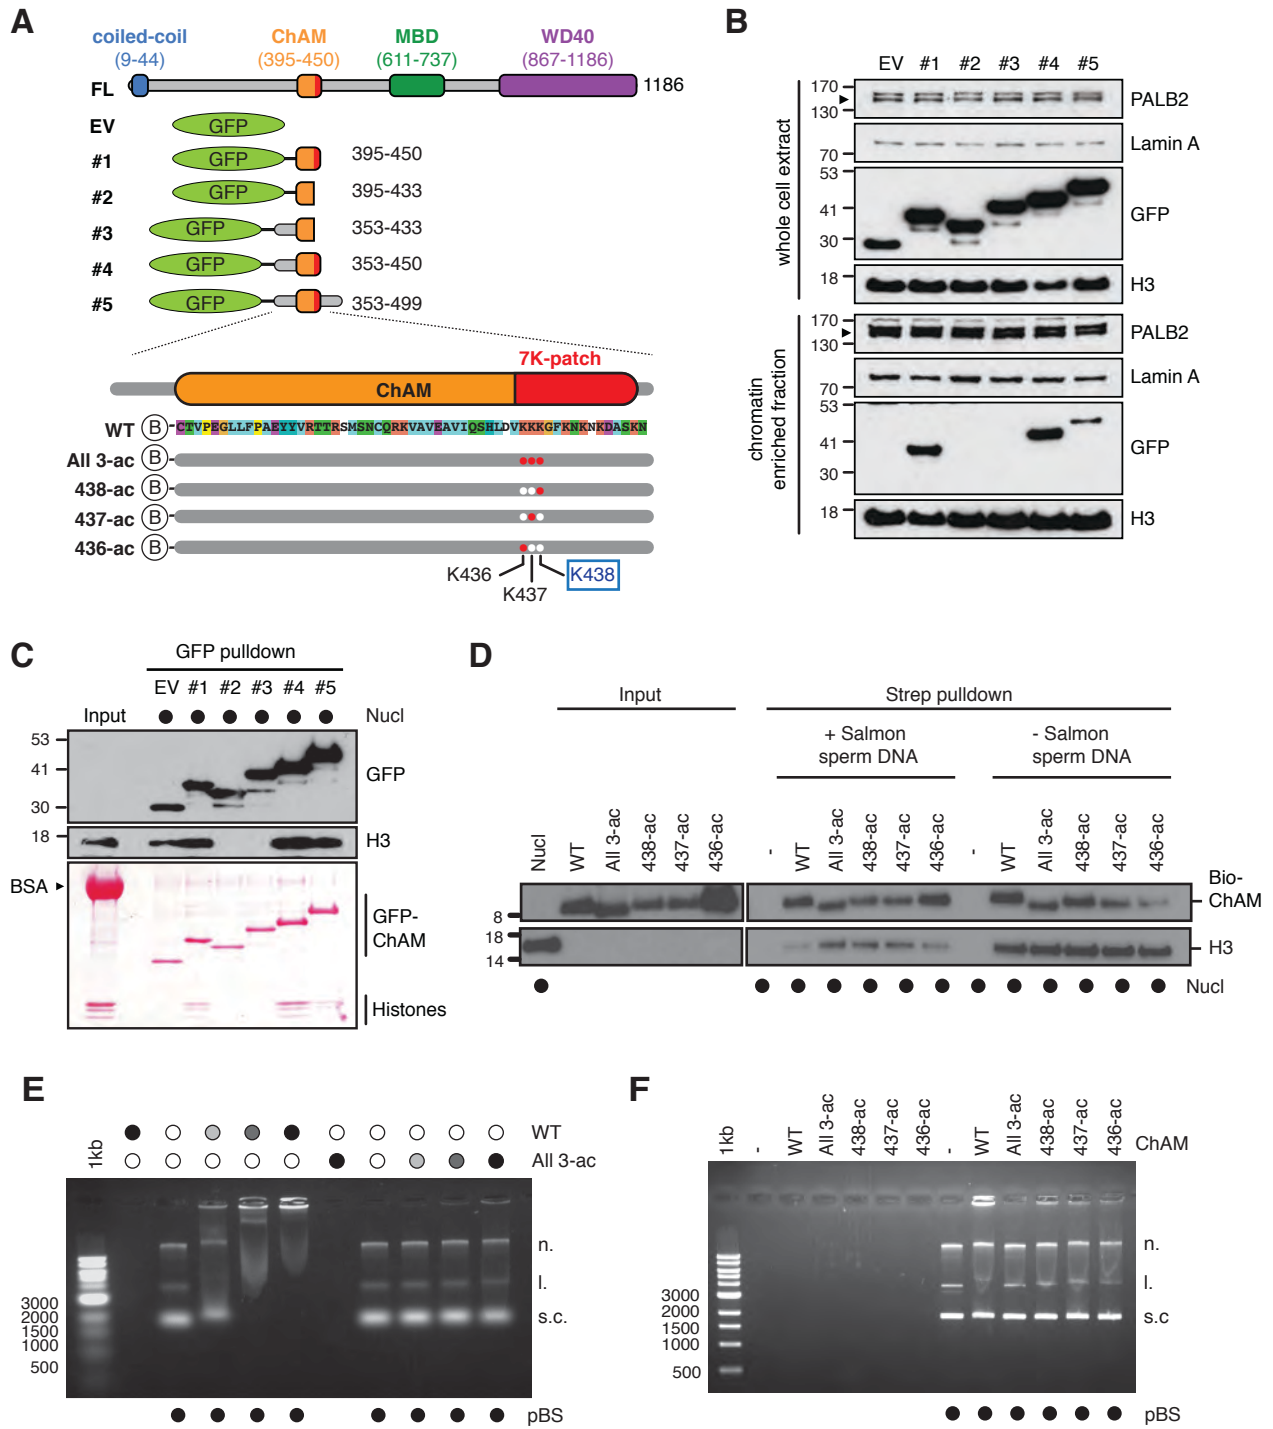 A
coiled-coil
(9-44)
ChAM
(395-450)
MBD
(611-737)
WD40
(867-1186)
FL
1186
EV
GFP
#1
GFP
395-450
#2
GFP
395-433
#3
GFP
353-433
#4
GFP
353-450
#5
GFP
353-499
7K-patch
ChAM
WT
B
CTVPEGLLFPAEYYVRTTRSMSNCQRKVAVEAVIQSHLDVKKKGFKNKNKDASKN
All 3-ac
B
438-ac
B
437-ac
B
436-ac
B
K436
K437
K438
B
EV #1 #2 #3 #4 #5
whole cell extract
170
130
PALB2
70
Lamin A
53
41
30
GFP
18
H3
chromatin
enriched fraction
170
130
PALB2
70
Lamin A
53
41
30
GFP
18
H3
C
GFP pulldown
EV #1 #2 #3 #4 #5
Input
Nucl
53
41
30
GFP
18
H3
BSA
GFP-
ChAM
Histones
D
Input
Strep pulldown
+ Salmon
sperm DNA
- Salmon
sperm DNA
Nucl
WT
All 3-ac
438-ac
437-ac
436-ac
-
WT
All 3-ac
438-ac
437-ac
436-ac
-
WT
All 3-ac
438-ac
437-ac
436-ac
8
Bio-
ChAM
18
14
H3
Nucl
E
1kb
WT
All 3-ac
n.
l.
s.c.
3000
2000
1500
1000
500
pBS
F
1kb
-
WT
All 3-ac
438-ac
437-ac
436-ac
-
WT
All 3-ac
438-ac
437-ac
436-ac
ChAM
n.
l.
s.c
3000
2000
1500
1000
500
pBS